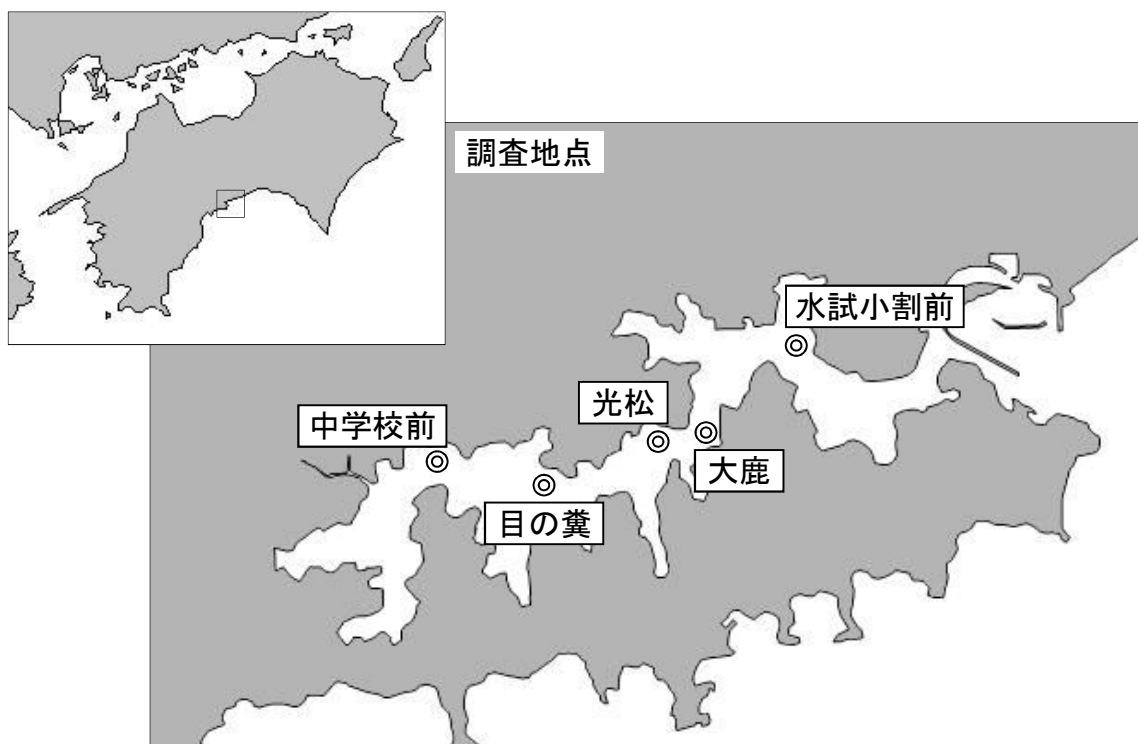 調査地点
水試小割前
光松
中学校前
大鹿
目の糞